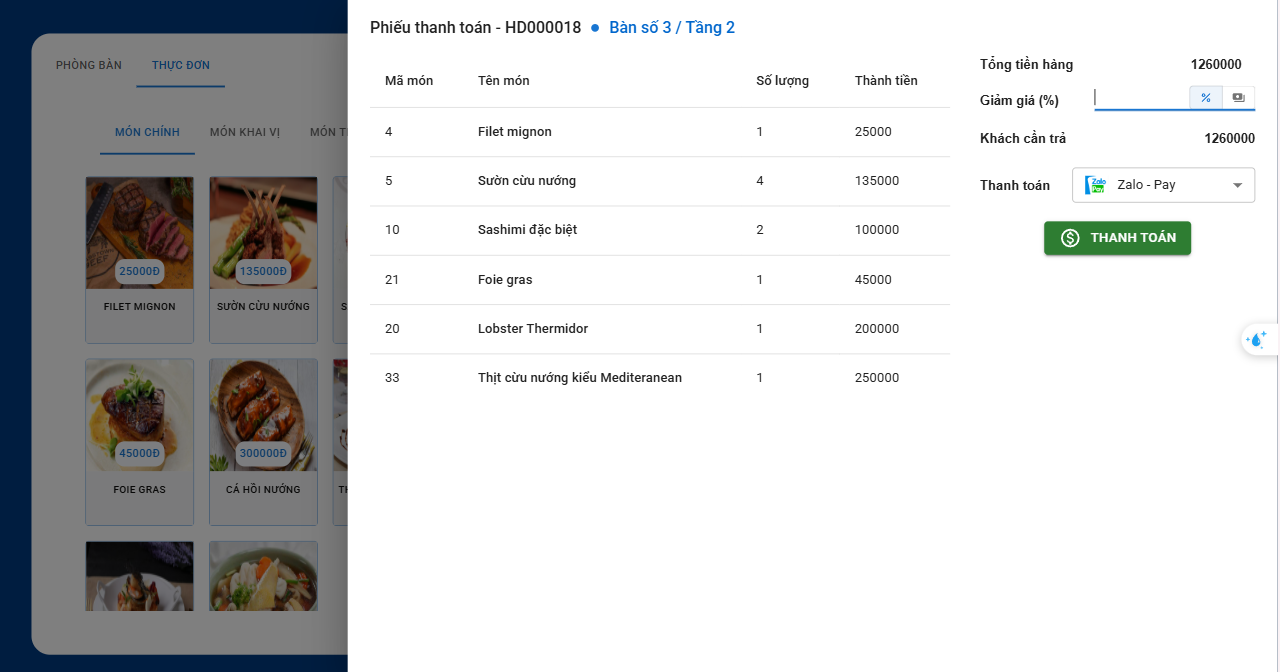 PHÒNG BÀN THỰC ĐƠN
MÓN CHÍNH MÓN KHAI VỊ MÓN
25000Đ 135000Đ
FILET MIGNON SƯỜN CỪU NƯỚNG
45000Đ 300000Đ
FOIE GRAS CÁ HỒI NƯỚNG
Phiếu thanh toán - HD000018 Bàn số 3 / Tầng 2
Mã món Tên món Số lượng Thành tiền
4 Filet mignon 1 25000
5 Sườn cừu nướng 4 135000
10 Sashimi đặc biệt 2 100000
21 Foie gras 1 45000
20 Lobster Thermidor 1 200000
33 Thịt cừu nướng kiểu Mediteranean 1 250000
Tổng tiền hàng 1260000
Giảm giá (%) %
Khách cần trả 1260000
Thanh toán Zalo Pay Zalo - Pay
THANH TOÁN